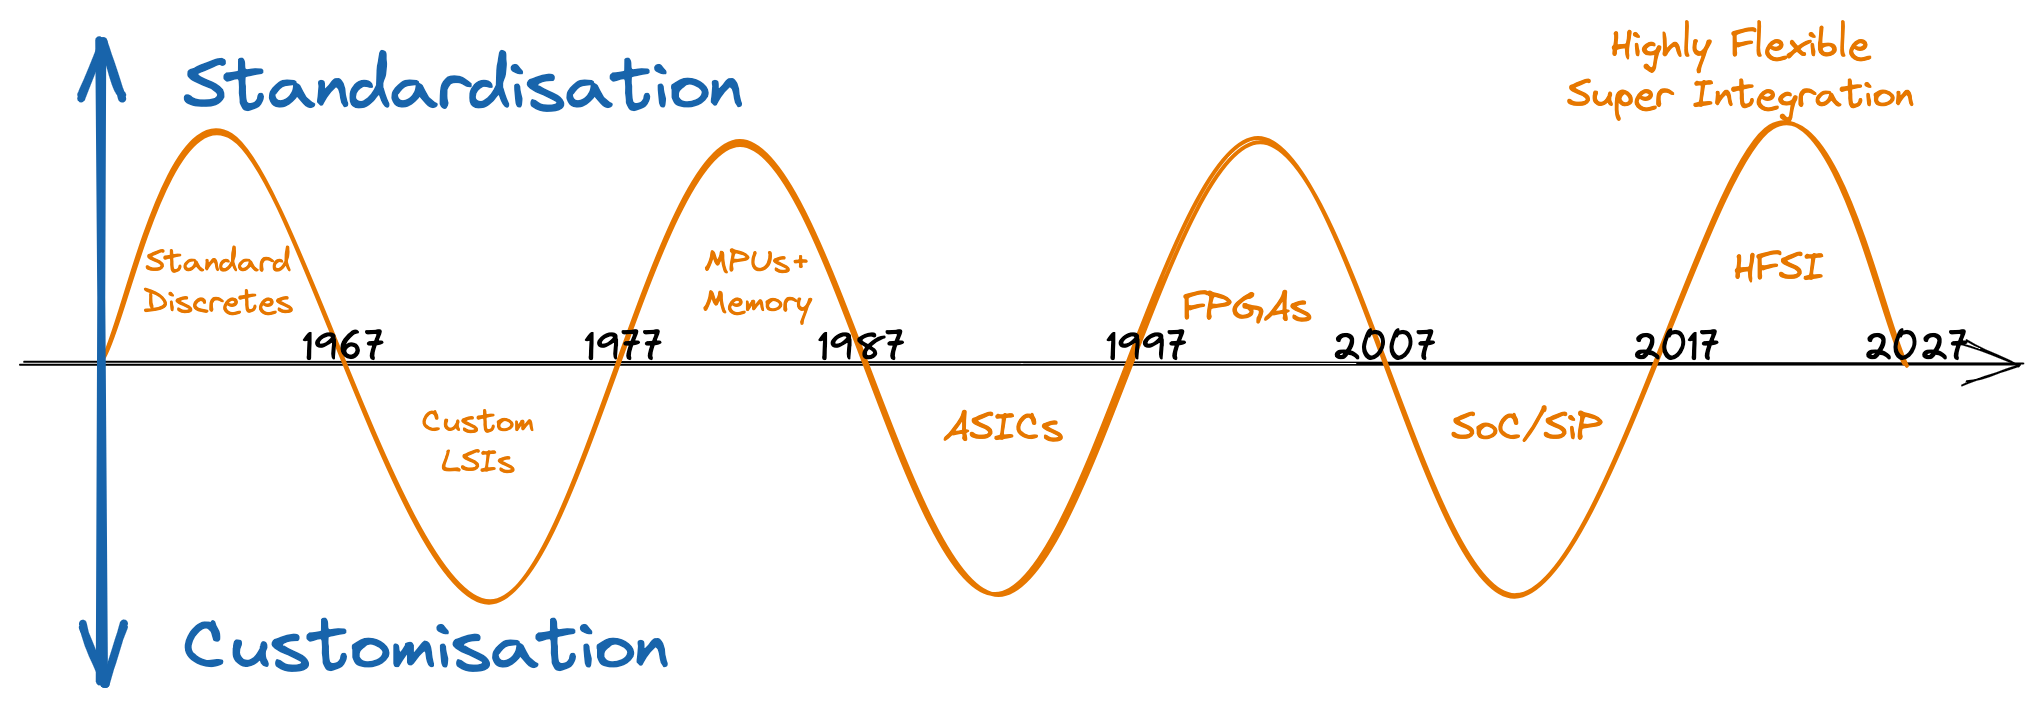 Standardisation
Highly Flexible
Super Integration
Standard
Discretes
MPUs+
Memory
FPGAs
HFSI
1967
1977
1987
1997
2007
2017
2027
Custom
LSIs
ASICs
SoC/SiP
Customisation